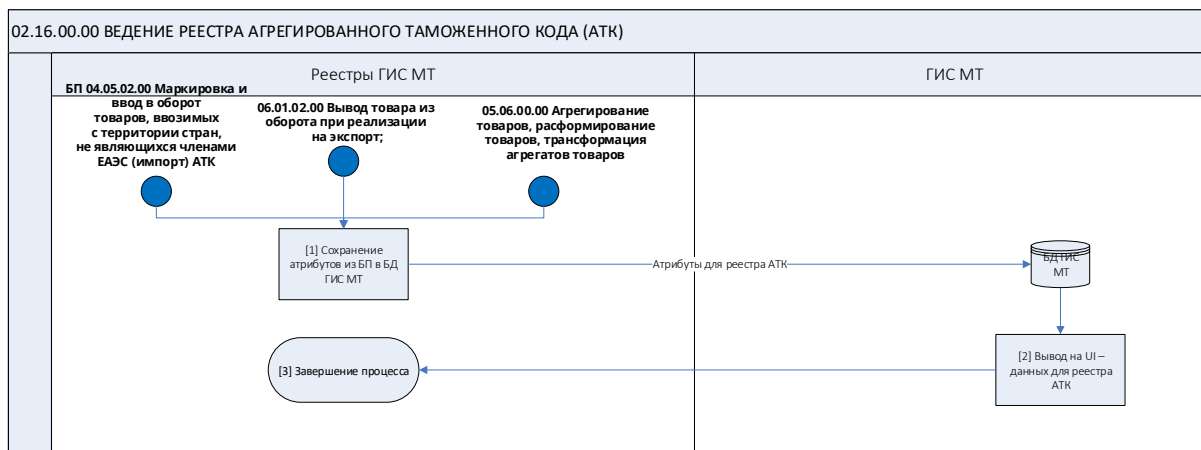 02.16.00.00 ВЕДЕНИЕ РЕЕСТРА АГРЕГИРОВАННОГО ТАМОЖЕННОГО КОДА (АТК)
Реестры ГИС МТ
ГИС МТ
БП 04.05.02.00 Маркировка и
ввод в оборот
товаров, ввозимых
с территории стран,
не являющихся членами
ЕАЭС (импорт) АТК
06.01.02.00 Вывод товара из
оборота при реализации
на экспорт;
05.06.00.00 Агрегирование
товаров, расформирование
товаров, трансформация
агрегатов товаров
[1] Сохранение
атрибутов из БП в БД
ГИС МТ
Атрибуты для реестра АТК
БД ГИС
МТ
[2] Вывод на UI –
данных для реестра
АТК
[3] Завершение процесса